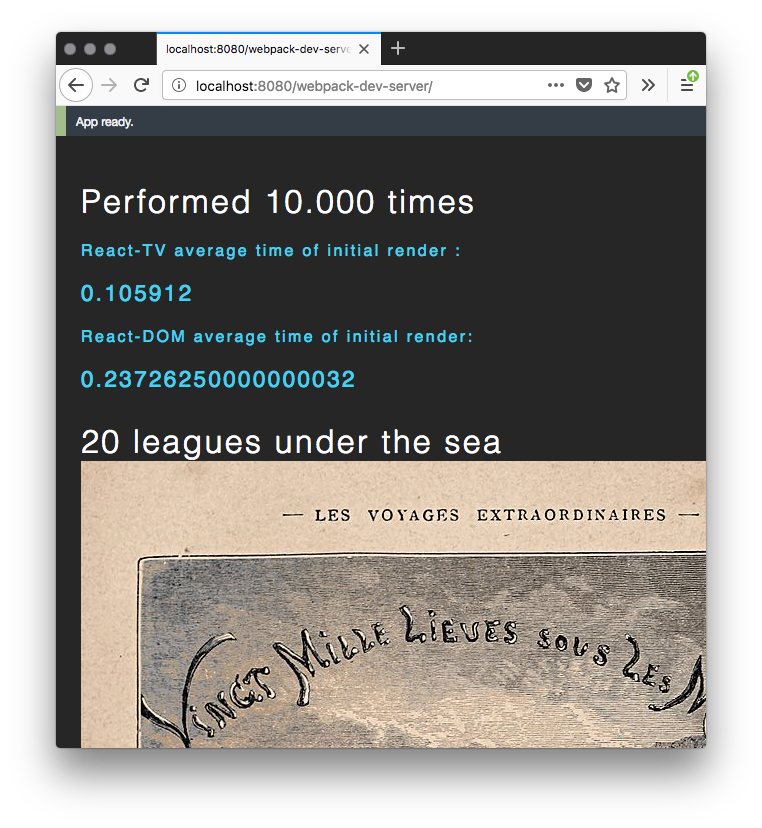 localhost:8080/webpack-dev-serve
localhost:8080/webpack-dev-server/
App ready.
Performed 10.000 times
React-TV average time of initial render :
0.105912
React-DOM average time of initial render:
0.23726250000000032
20 leagues under the sea
— LES VOYAGES EXTRAORDINAIRES —
VINGT MILLE LIEUES SOUS LES